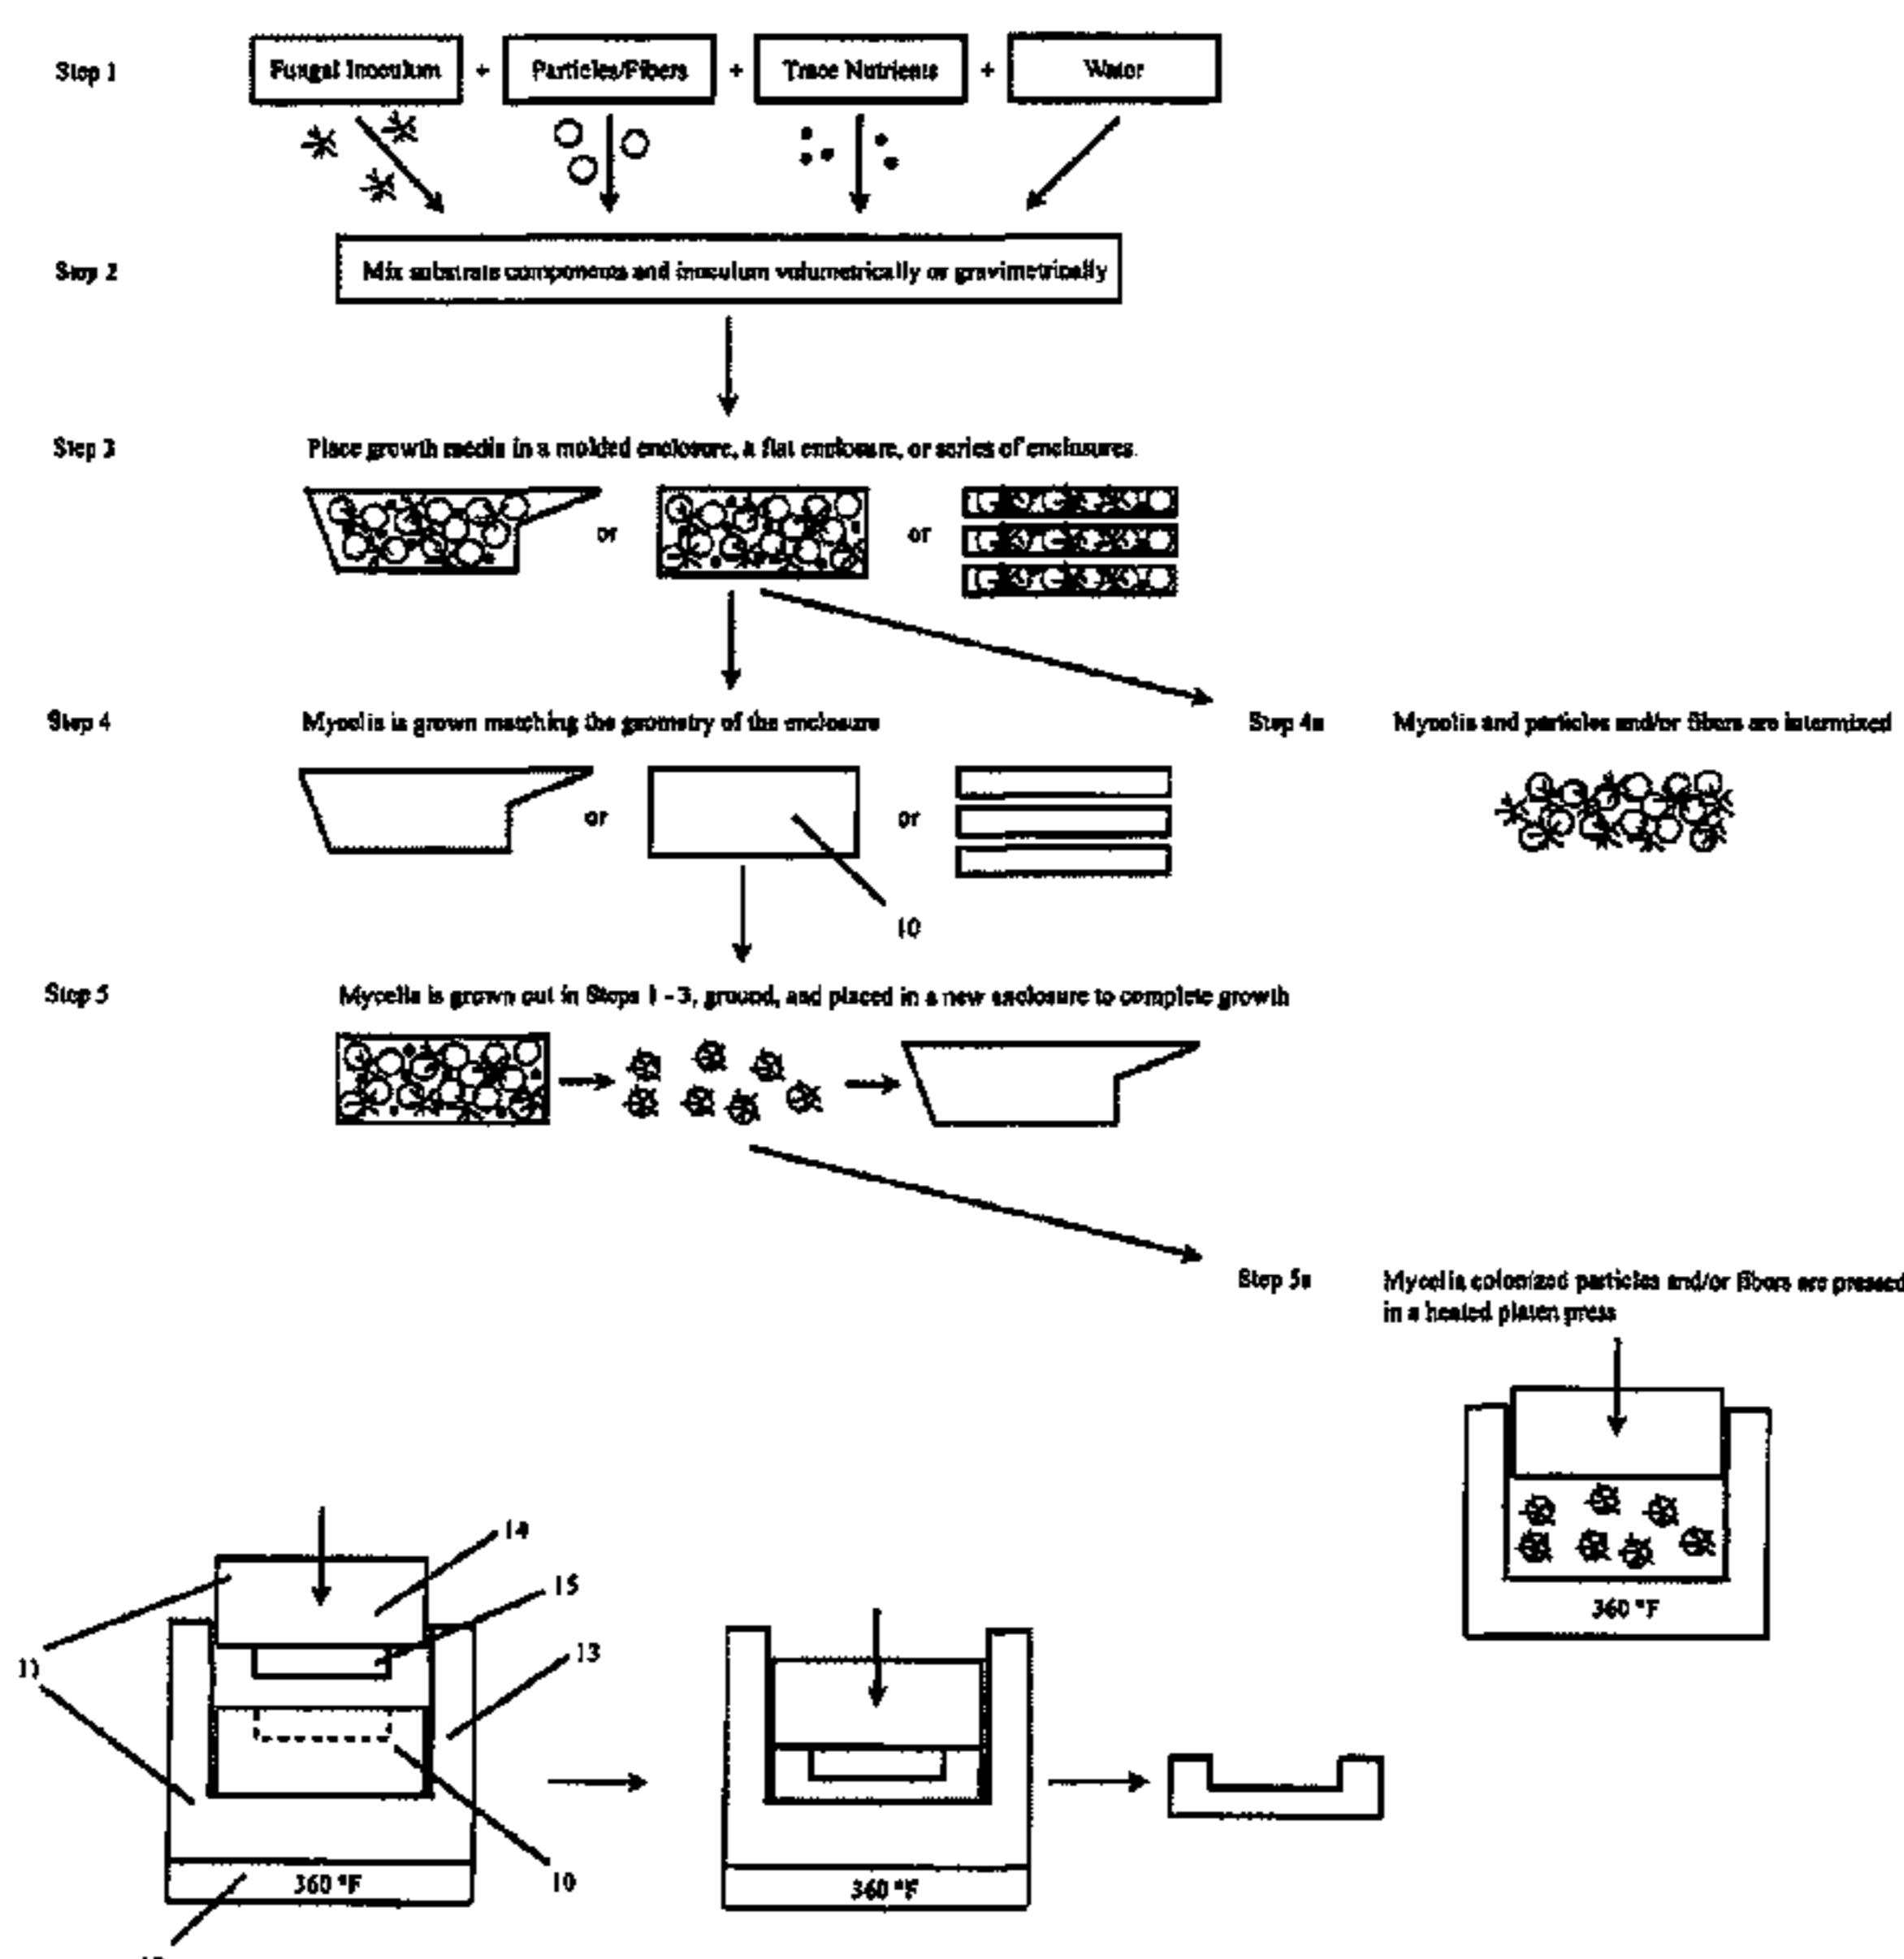 Step 1
Fungal Inoculum + Particles/Fibers + Trace Nutrients + Water
Step 2
Mix substrate components and inoculum volumetrically or gravimetrically
Step 3
Place growth media in a molded enclosure, a flat enclosure, or series of enclosures.
or
or
Step 4
Mycelia is grown matching the geometry of the enclosure
Step 4a
Mycelia and particles and/or fibers are intermixed
or
or
10
Step 5
Mycelia is grown out in Steps 1 - 3, ground, and placed in a new enclosure to complete growth
Step 5a
Mycelia colonized particles and/or fibers are pressed
in a heated platen press
360 °F
14
15
13
11
10
360 °F
360 °F